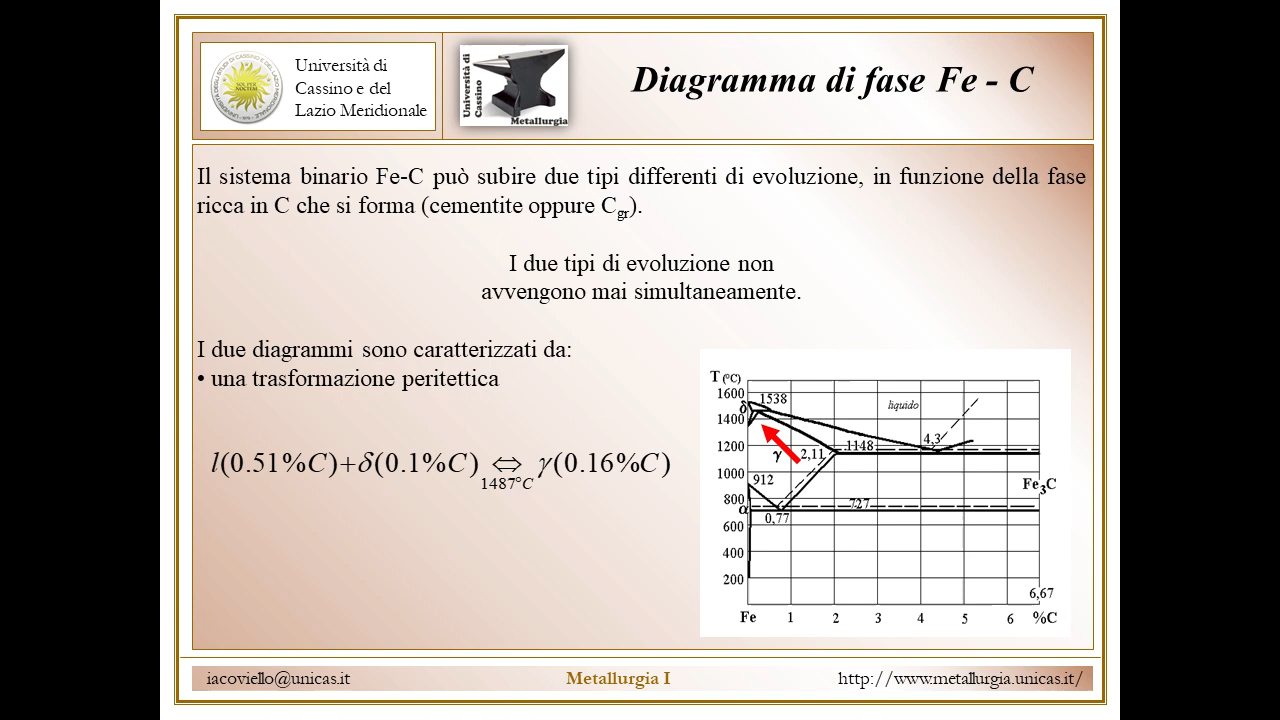 Università di
Cassino e del
Lazio Meridionale
Università di
Cassino
Metallurgia
Diagramma di fase Fe - C
Il sistema binario Fe-C può subire due tipi differenti di evoluzione, in funzione della fase
ricca in C che si forma (cementite oppure Cgr).
I due tipi di evoluzione non
avvengono mai simultaneamente.
I due diagrammi sono caratterizzati da:
• una trasformazione peritettica
l(0.51%C)+δ(0.1%C) ⇔ γ(0.16%C)
1487°C
T (°C)
1600
1400
1200
1000
800
600
400
200
δ
1538
liquido
γ
2,11
1148
4,3
912
Fe3C
α
727
0,77
6,67
Fe 1 2 3 4 5 6 %C
iacoviello@unicas.it
Metallurgia I
http://www.metallurgia.unicas.it/